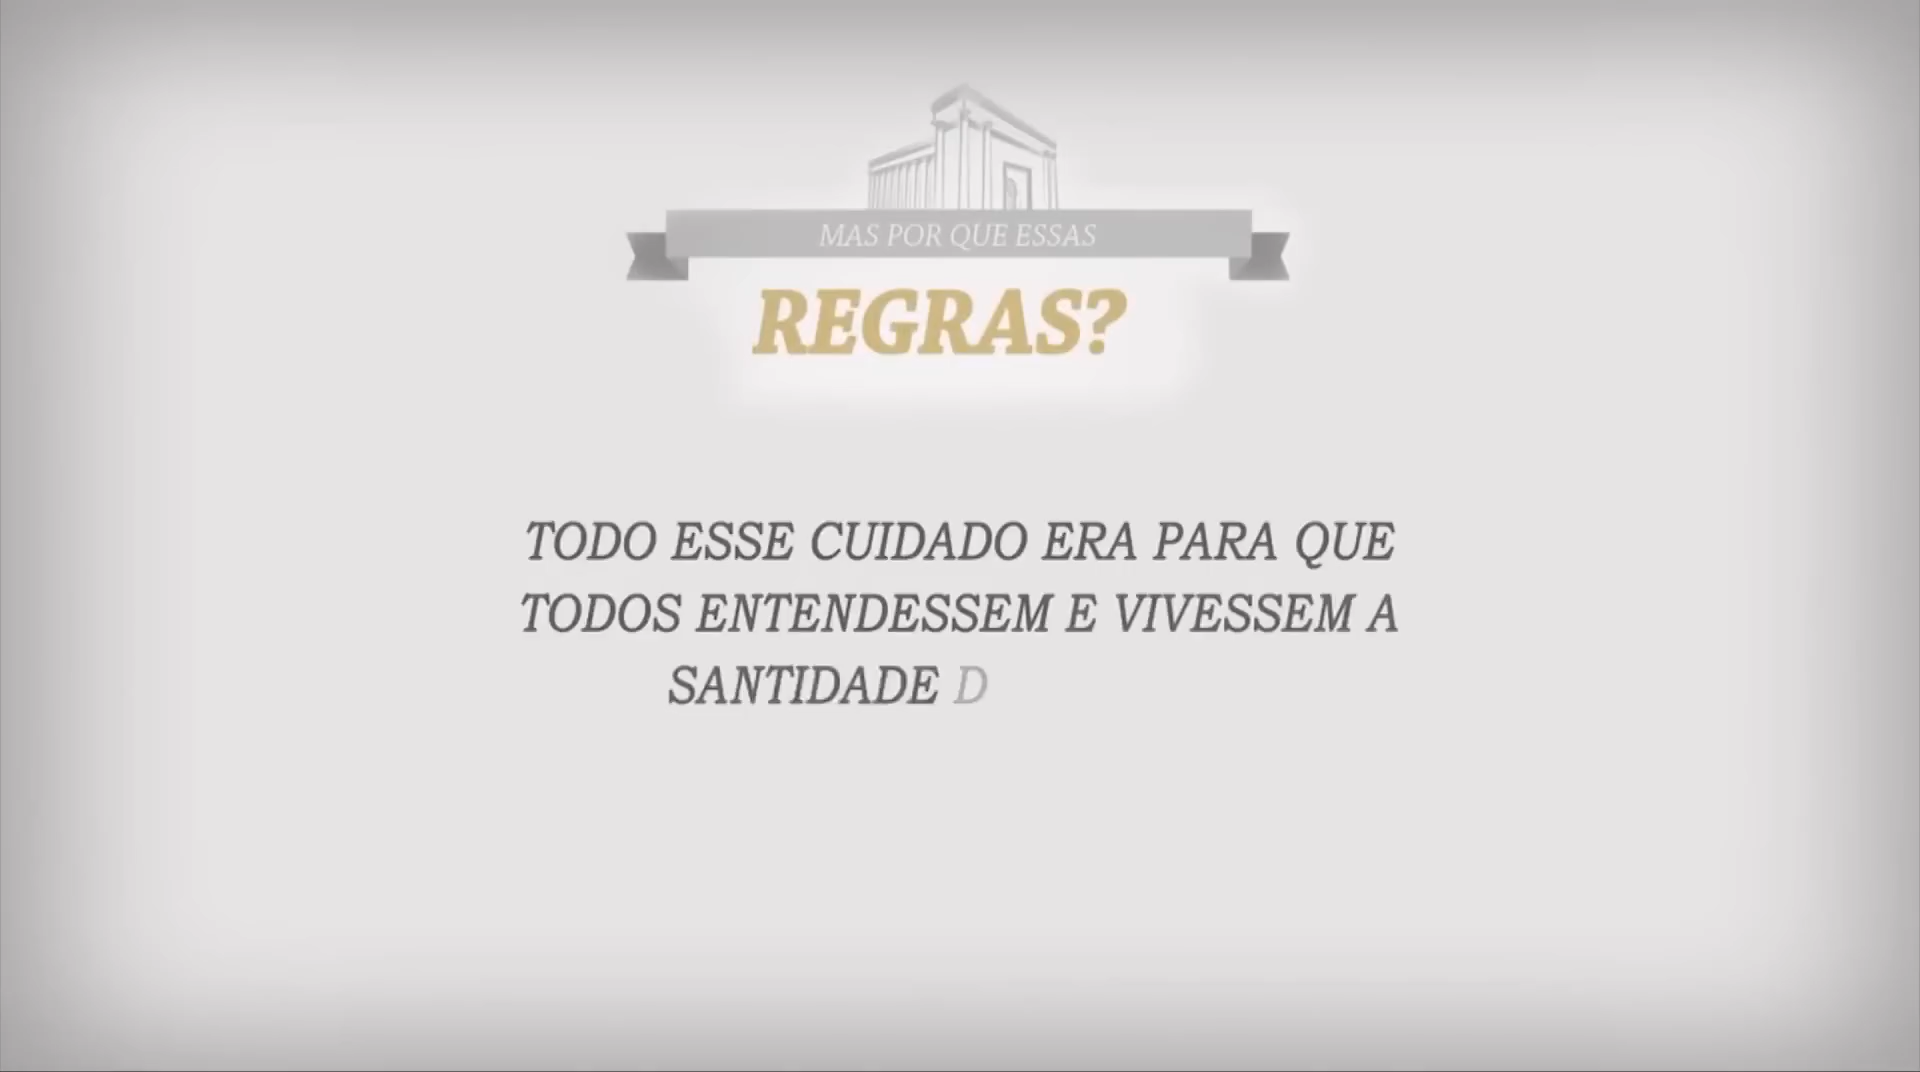 MAS POR QUE ESSAS
REGRAS?
TODO ESSE CUIDADO ERA PARA QUE
TODOS ENTENDESSEM E VIVESSEM A
SANTIDADE D